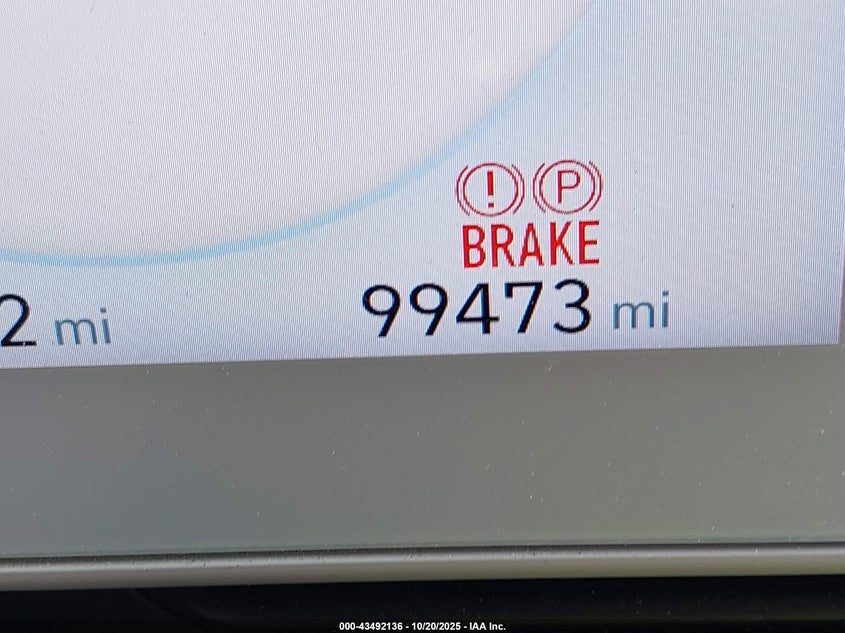 (!) (P)
BRAKE
2 mi 99473 mi
000-43492136 - 10/20/2025 - IAA Inc.